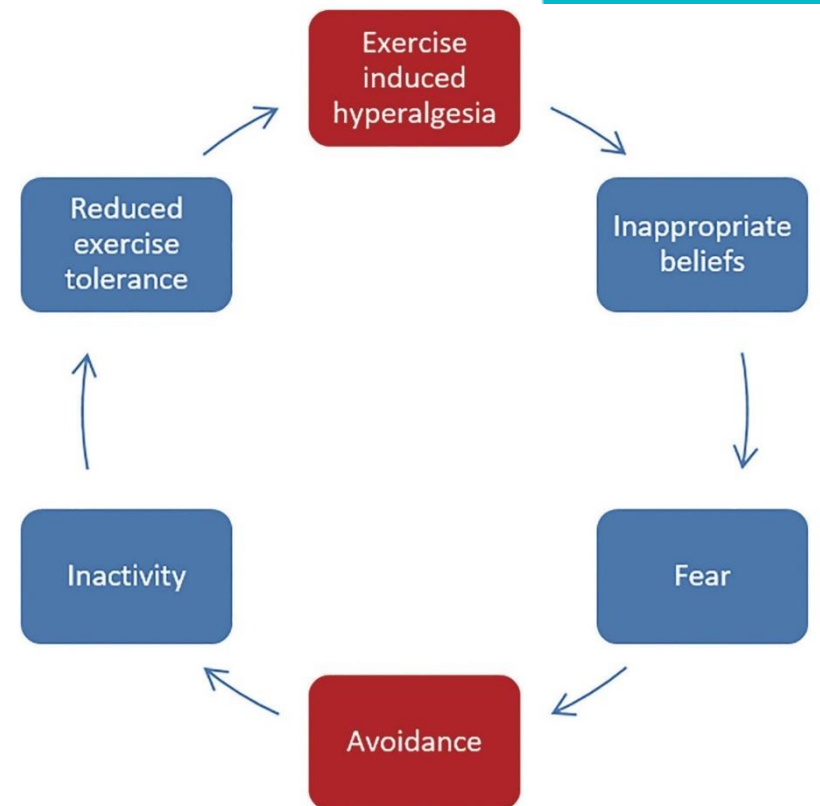 Exercise
induced
hyperalgesia
Inappropriate
beliefs
Fear
Avoidance
Inactivity
Reduced
exercise
tolerance